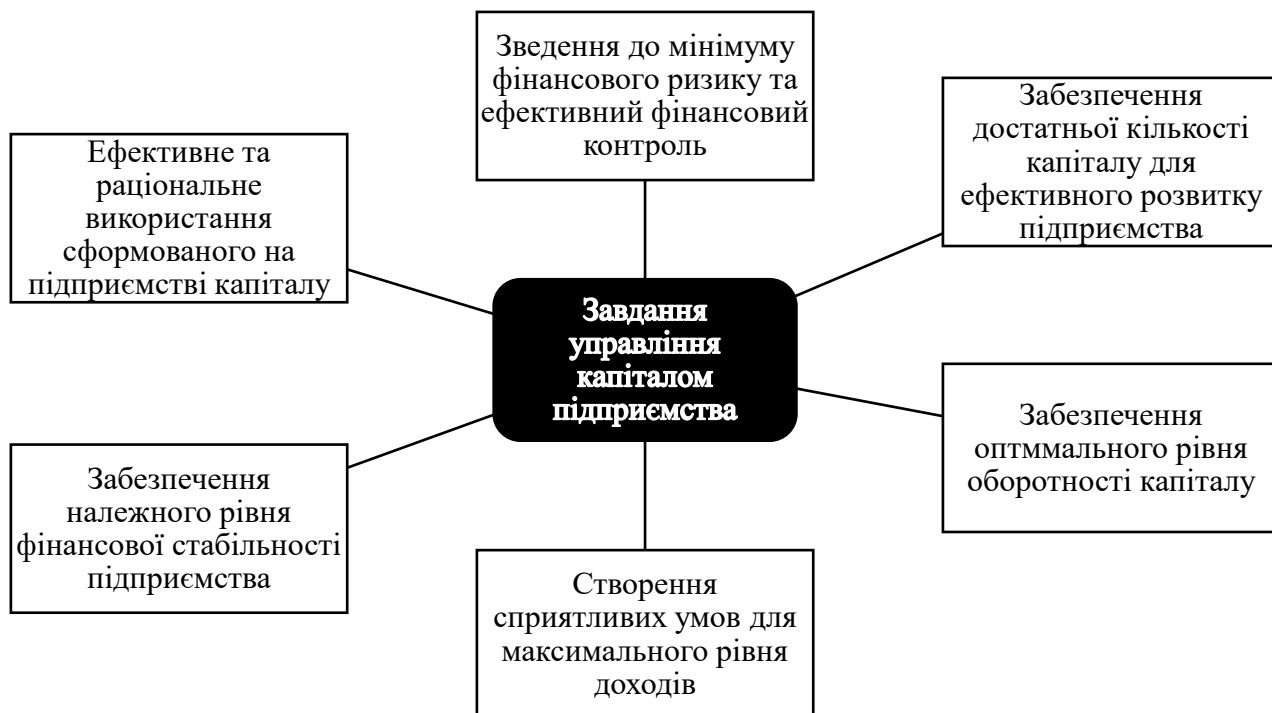 Зведення до мінімуму
фінансового ризику та
ефективний фінансовий
контроль
Забезпечення
достатньої кількості
капіталу для
ефективного розвитку
підприємства
Ефективне та
раціональне
використання
сформованого на
підприємстві капіталу
Завдання
управління
капіталом
підприємства
Забезпечення
оптммального рівня
оборотності капіталу
Забезпечення
належного рівня
фінансової стабільності
підприємства
Створення
сприятливих умов для
максимального рівня
доходів